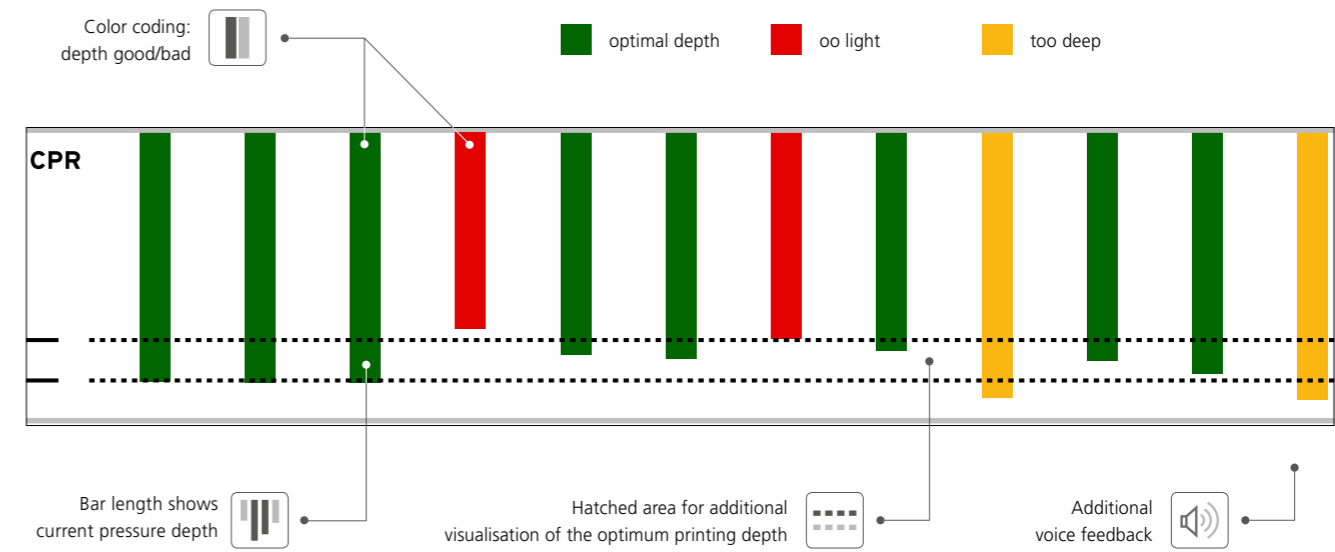 Color coding:
depth good/bad
optimal depth
oo light
too deep
CPR
Bar length shows
current pressure depth
Hatched area for additional
visualisation of the optimum printing depth
Additional
voice feedback